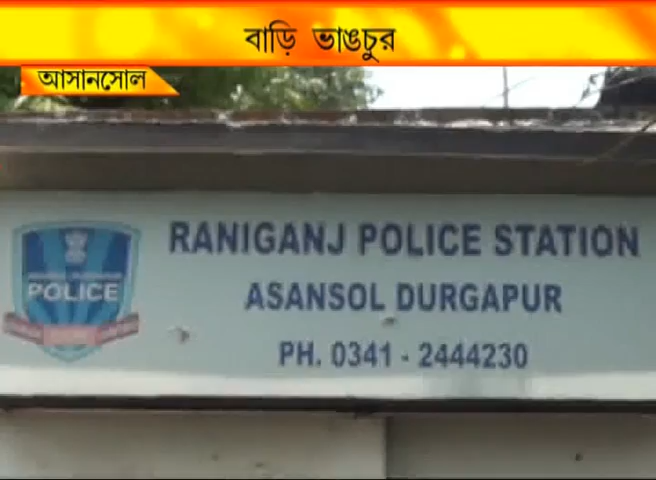 বাড়ি ভাঙচুর
আসানসোল
RANIGANJ POLICE STATION
POLICE
ASANSOL DURGAPUR
PH. 0341 - 2444230